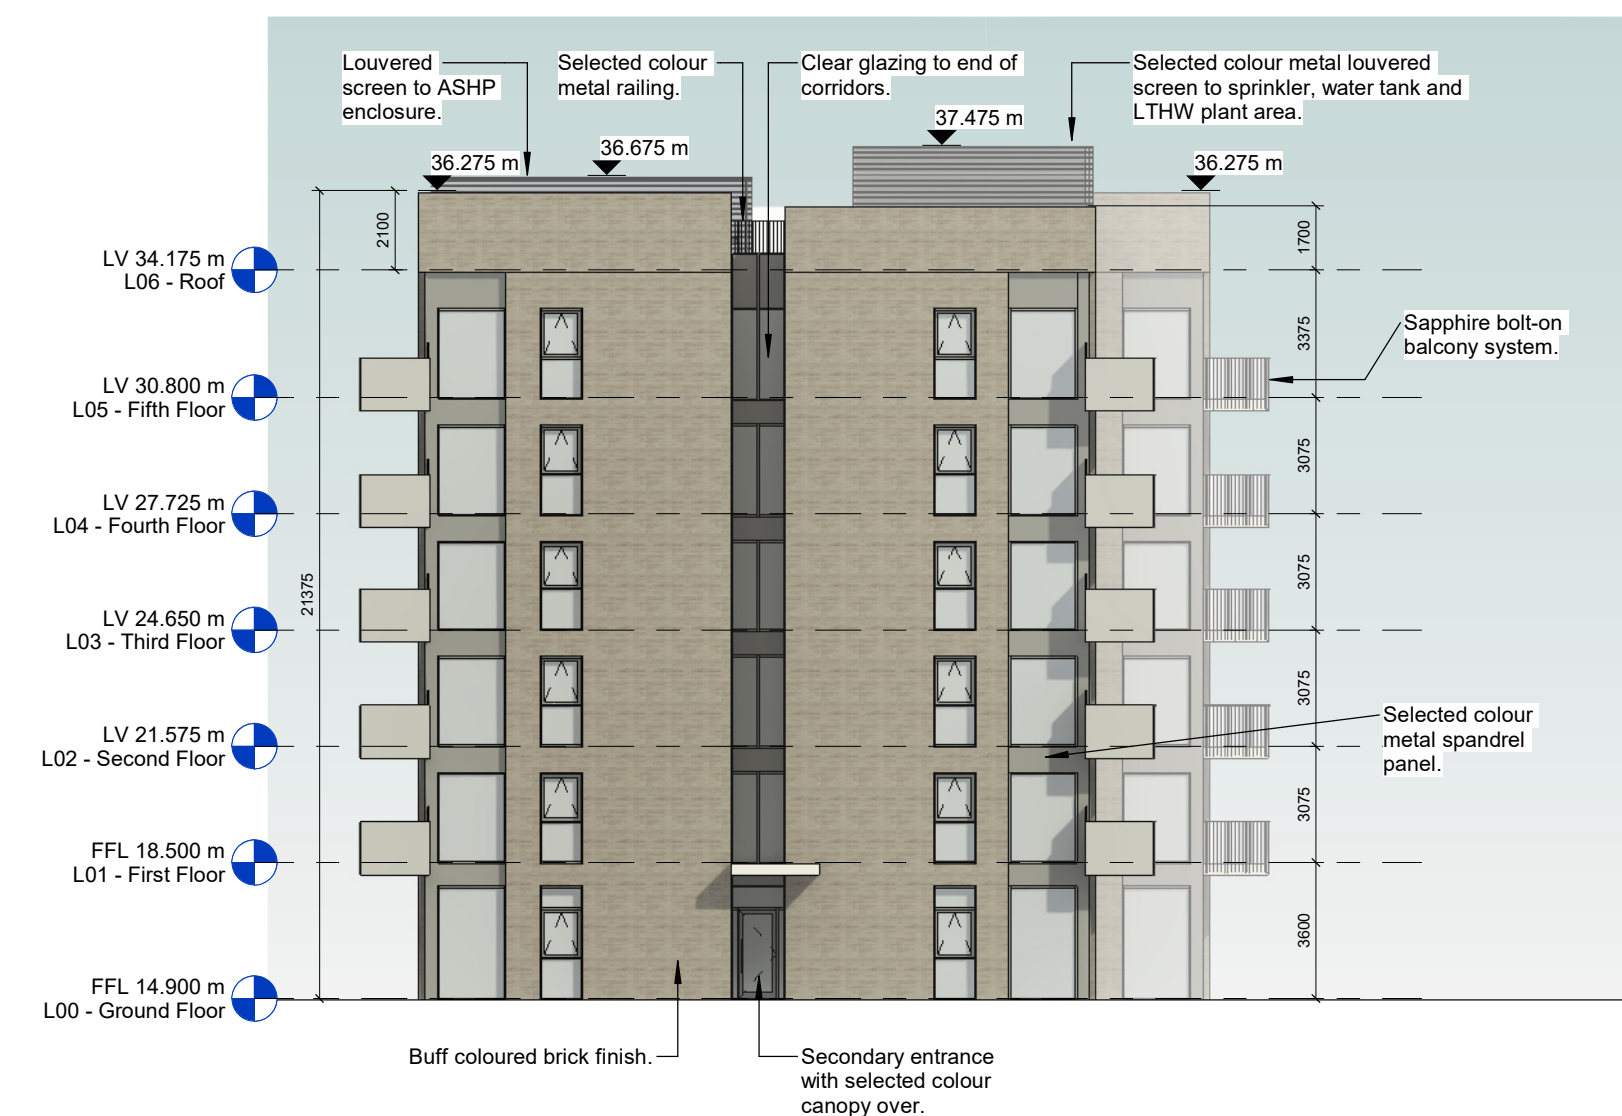 Louvered
screen to ASHP
enclosure.
Selected colour
metal railing.
Clear glazing to end of
corridors.
Selected colour metal louvered
screen to sprinkler, water tank and
LTHW plant area.
37.475 m
36.675 m
36.275 m
36.275 m
2100
1700
LV 34.175 m
L06 - Roof
3375
Sapphire bolt-on
balcony system.
LV 30.800 m
L05 - Fifth Floor
3075
LV 27.725 m
L04 - Fourth Floor
3075
21375
LV 24.650 m
L03 - Third Floor
3075
Selected colour
metal spandrel
panel.
LV 21.575 m
L02 - Second Floor
3075
FFL 18.500 m
L01 - First Floor
3600
FFL 14.900 m
L00 - Ground Floor
Buff coloured brick finish.
Secondary entrance
with selected colour
canopy over.